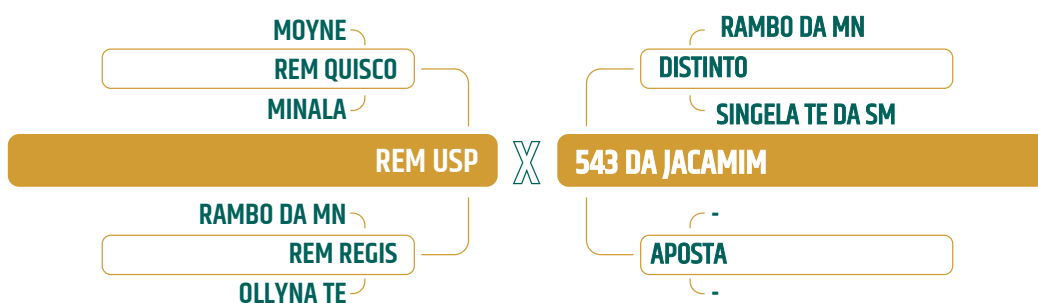 MOYNE
REM QUISCO
MINALA
REM USP
RAMBO DA MN
REM REGIS
OLLYNA TE
X
RAMBO DA MN
DISTINTO
SINGELA TE DA SM
543 DA JACAMIM
-
APOSTA
-